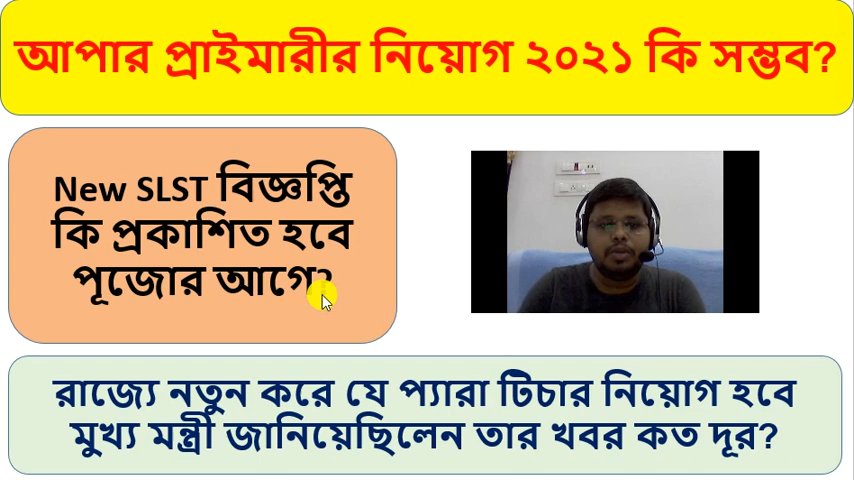 আপার প্রাইমারীর নিয়োগ ২০২১ কি সম্ভব?
New SLST বিজ্ঞপ্তি
কি প্রকাশিত হবে
পূজোর আগে?
রাজ্যে নতুন করে যে প্যারা টিচার নিয়োগ হবে
মুখ্য মন্ত্রী জানিয়েছিলেন তার খবর কত দূর?